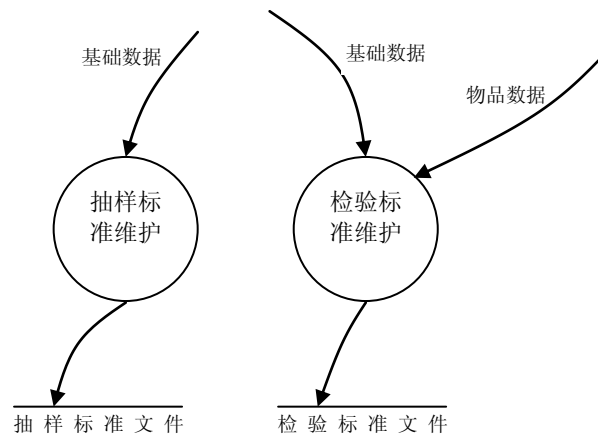 基础数据
基础数据
物品数据
抽样标
准维护
检验标
准维护
抽样标准文件
检验标准文件